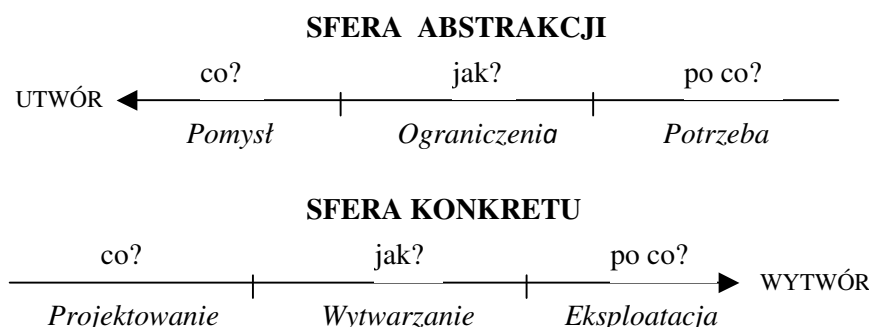 SFERA ABSTRAKCJI
co? jak? po co?
UTWÓR
Pomysł Ograniczenia Potrzeba
SFERA KONKRETU
co? jak? po co?
WYTWÓR
Projektowanie Wytwarzanie Eksploatacja